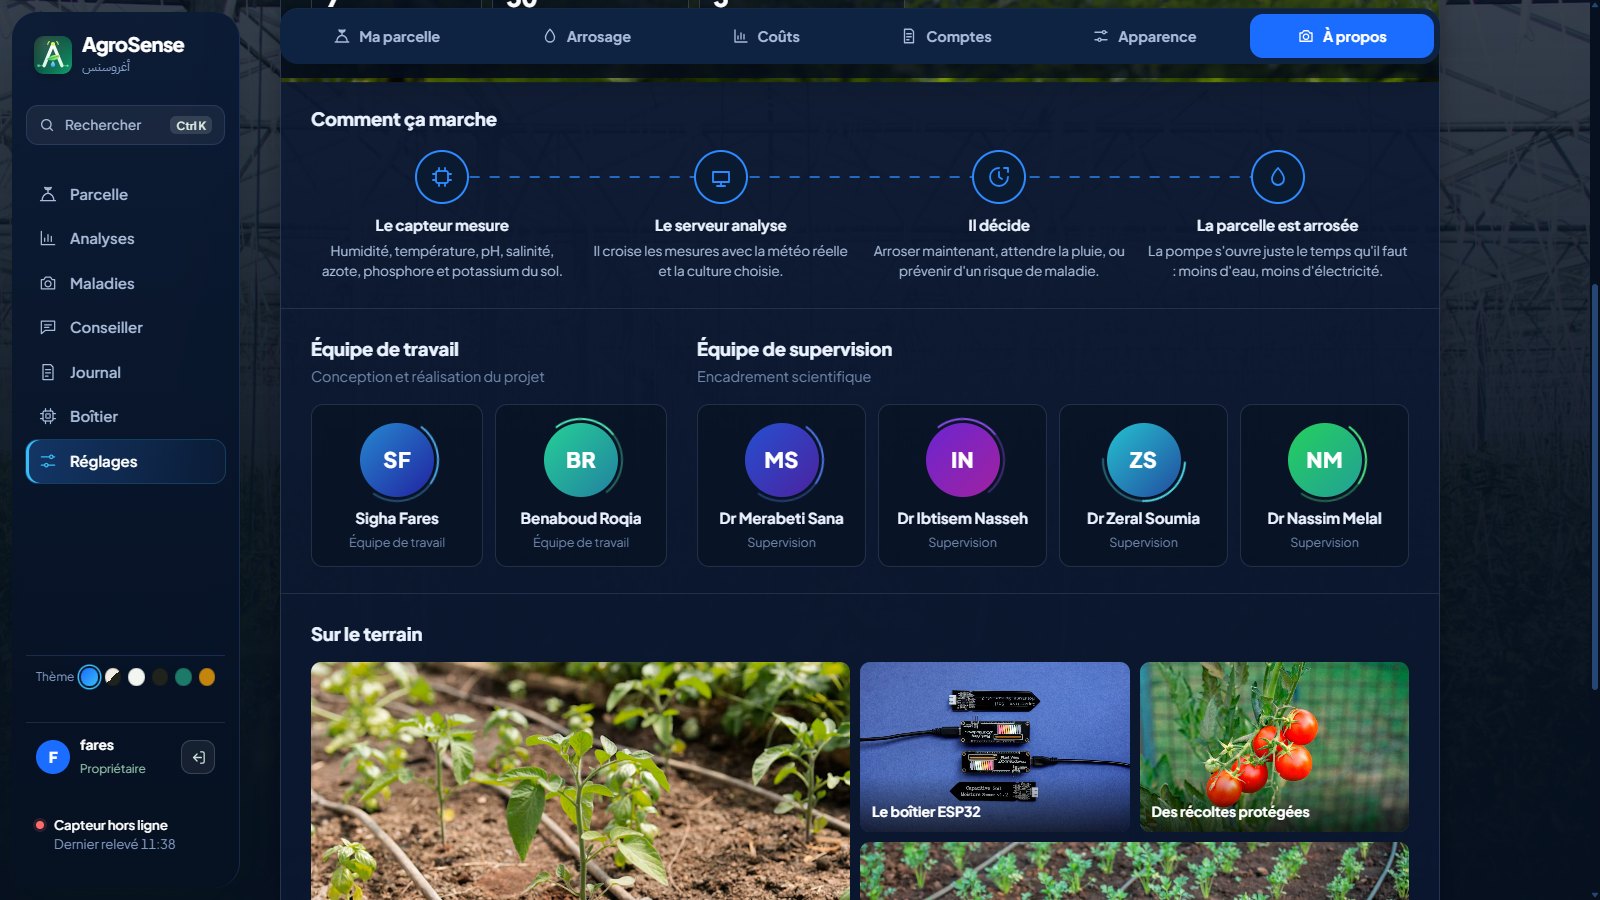 AgroSense
أغروسنس
Rechercher
Ctrl K
Parcelle
Analyses
Maladies
Conseiller
Journal
Boîtier
Réglages
Thème
F
fares
Propriétaire
Capteur hors ligne
Dernier relevé 11:38
Ma parcelle
Arrosage
Coûts
Comptes
Apparence
À propos
Comment ça marche
Le capteur mesure
Humidité, température, pH, salinité,
azote, phosphore et potassium du sol.
Le serveur analyse
Il croise les mesures avec la météo réelle
et la culture choisie.
Il décide
Arroser maintenant, attendre la pluie, ou
prévenir d'un risque de maladie.
La parcelle est arrosée
La pompe s'ouvre juste le temps qu'il faut
: moins d'eau, moins d'électricité.
Équipe de travail
Conception et réalisation du projet
SF
Sigha Fares
Équipe de travail
BR
Benaboud Roqia
Équipe de travail
Équipe de supervision
Encadrement scientifique
MS
Dr Merabeti Sana
Supervision
IN
Dr Ibtisem Nasseh
Supervision
ZS
Dr Zeral Soumia
Supervision
NM
Dr Nassim Melal
Supervision
Sur le terrain
Le boîtier ESP32
Des récoltes protégées